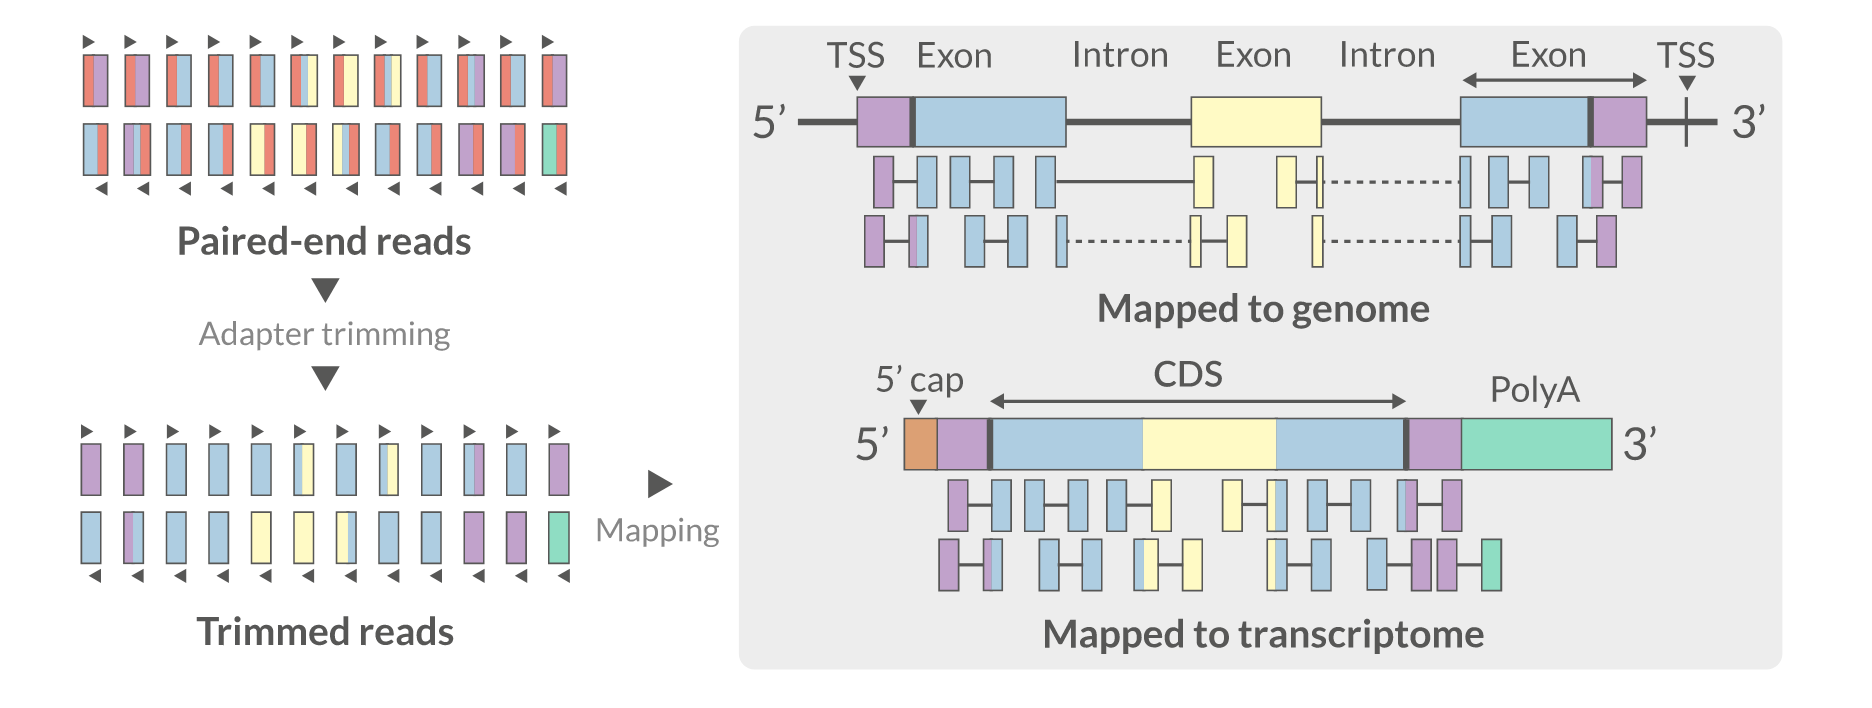 Paired-end reads
Adapter trimming
Trimmed reads
Mapping
TSS Exon Intron Exon Intron Exon TSS
5’ 3’
Mapped to genome
5’ cap CDS PolyA
5’ 3’
Mapped to transcriptome